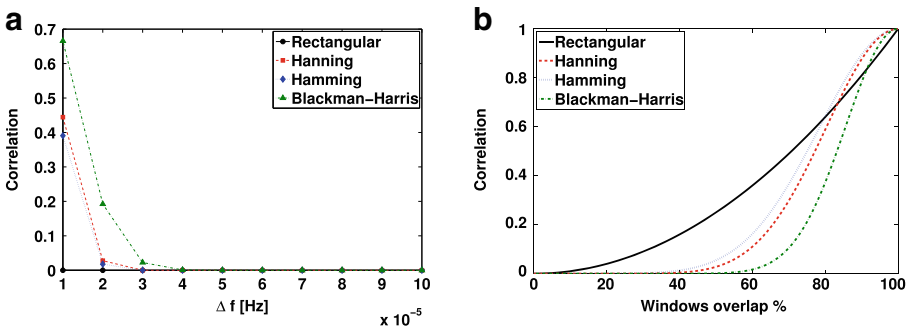 a
0.7
0.6
0.5
0.4
0.3
0.2
0.1
0
Correlation
Rectangular
Hanning
Hamming
Blackman-Harris
1 2 3 4 5 6 7 8 9 10
Δ f [Hz]
x 10⁻⁵
b
1
0.8
0.6
0.4
0.2
0
Correlation
Rectangular
Hanning
Hamming
Blackman-Harris
0 20 40 60 80 100
Windows overlap %